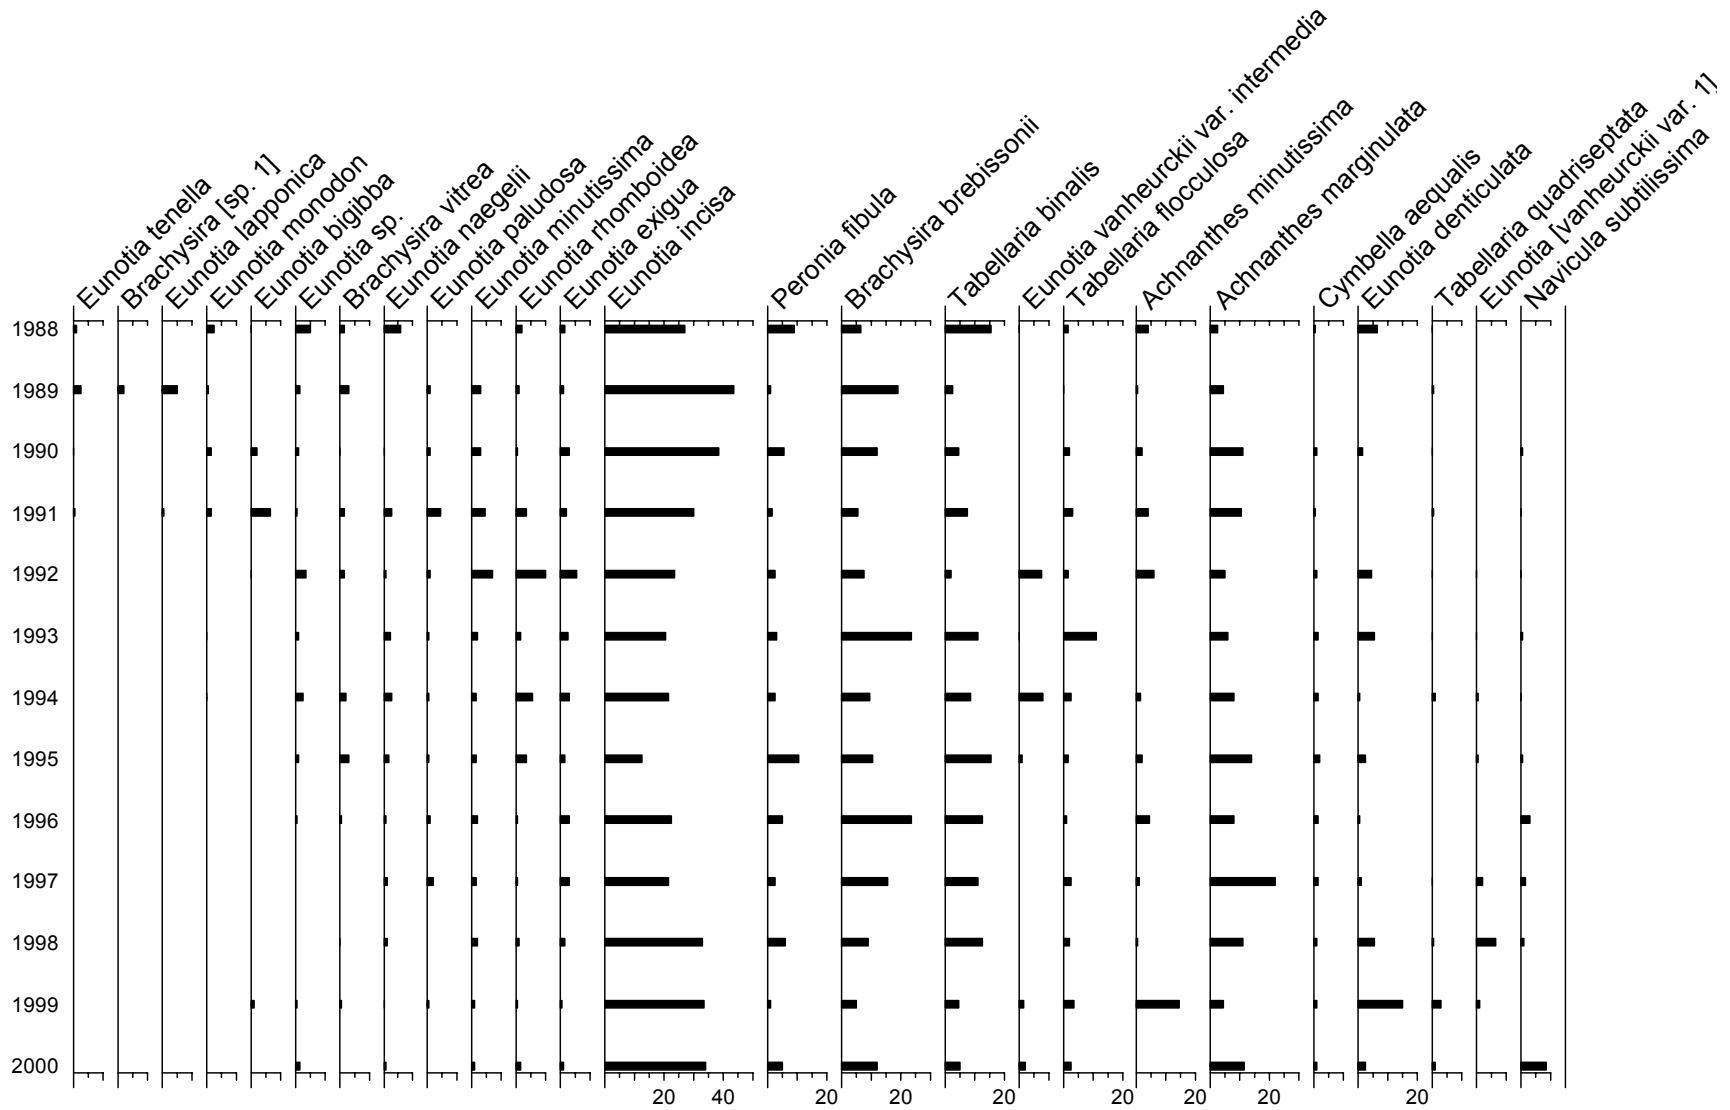 Eunotia tenella
Brachysira [sp. 1]
Eunotia lapponica
Eunotia monodon
Eunotia bigibba
Eunotia sp.
Brachysira vitrea
Eunotia naegelii
Eunotia paludosa
Eunotia minutissima
Eunotia rhomboidea
Eunotia exigua
Eunotia incisa
Peronia fibula
Brachysira brebissonii
Tabellaria binalis
Eunotia vanheurckii var. intermedia
Tabellaria flocculosa
Achnanthes minutissima
Achnanthes marginulata
Cymbella aequalis
Eunotia denticulata
Tabellaria quadriseptata
Eunotia [vanheurckii var. 1]
Navicula subtilissima
1988
1989
1990
1991
1992
1993
1994
1995
1996
1997
1998
1999
2000
20 40 20 20 20 20 20 20 20